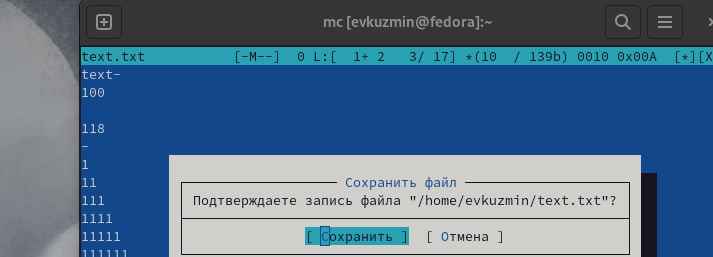 mc [evkuzmin@fedora]:~
text.txt [-M--] 0 L:[ 1+ 2 3/ 17] *(10 / 139b) 0010 0x00A [*][X
text-
100
118
-
1
11
111
1111
11111
111111
Сохранить файл
Подтверждаете запись файла "/home/evkuzmin/text.txt"?
[ Сохранить ] [ Отмена ]